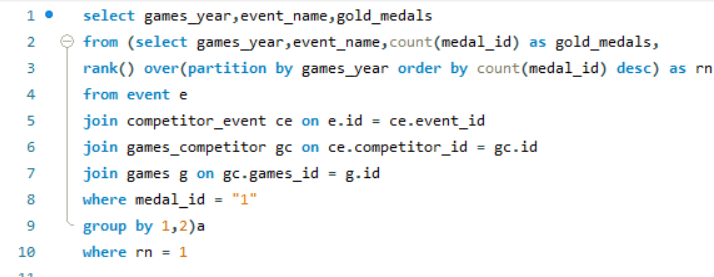 1 select games_year,event_name,gold_medals
2 from (select games_year,event_name,count(medal_id) as gold_medals,
3 rank() over(partition by games_year order by count(medal_id) desc) as rn
4 from event e
5 join competitor_event ce on e.id = ce.event_id
6 join games_competitor gc on ce.competitor_id = gc.id
7 join games g on gc.games_id = g.id
8 where medal_id = "1"
9 group by 1,2)a
10 where rn = 1